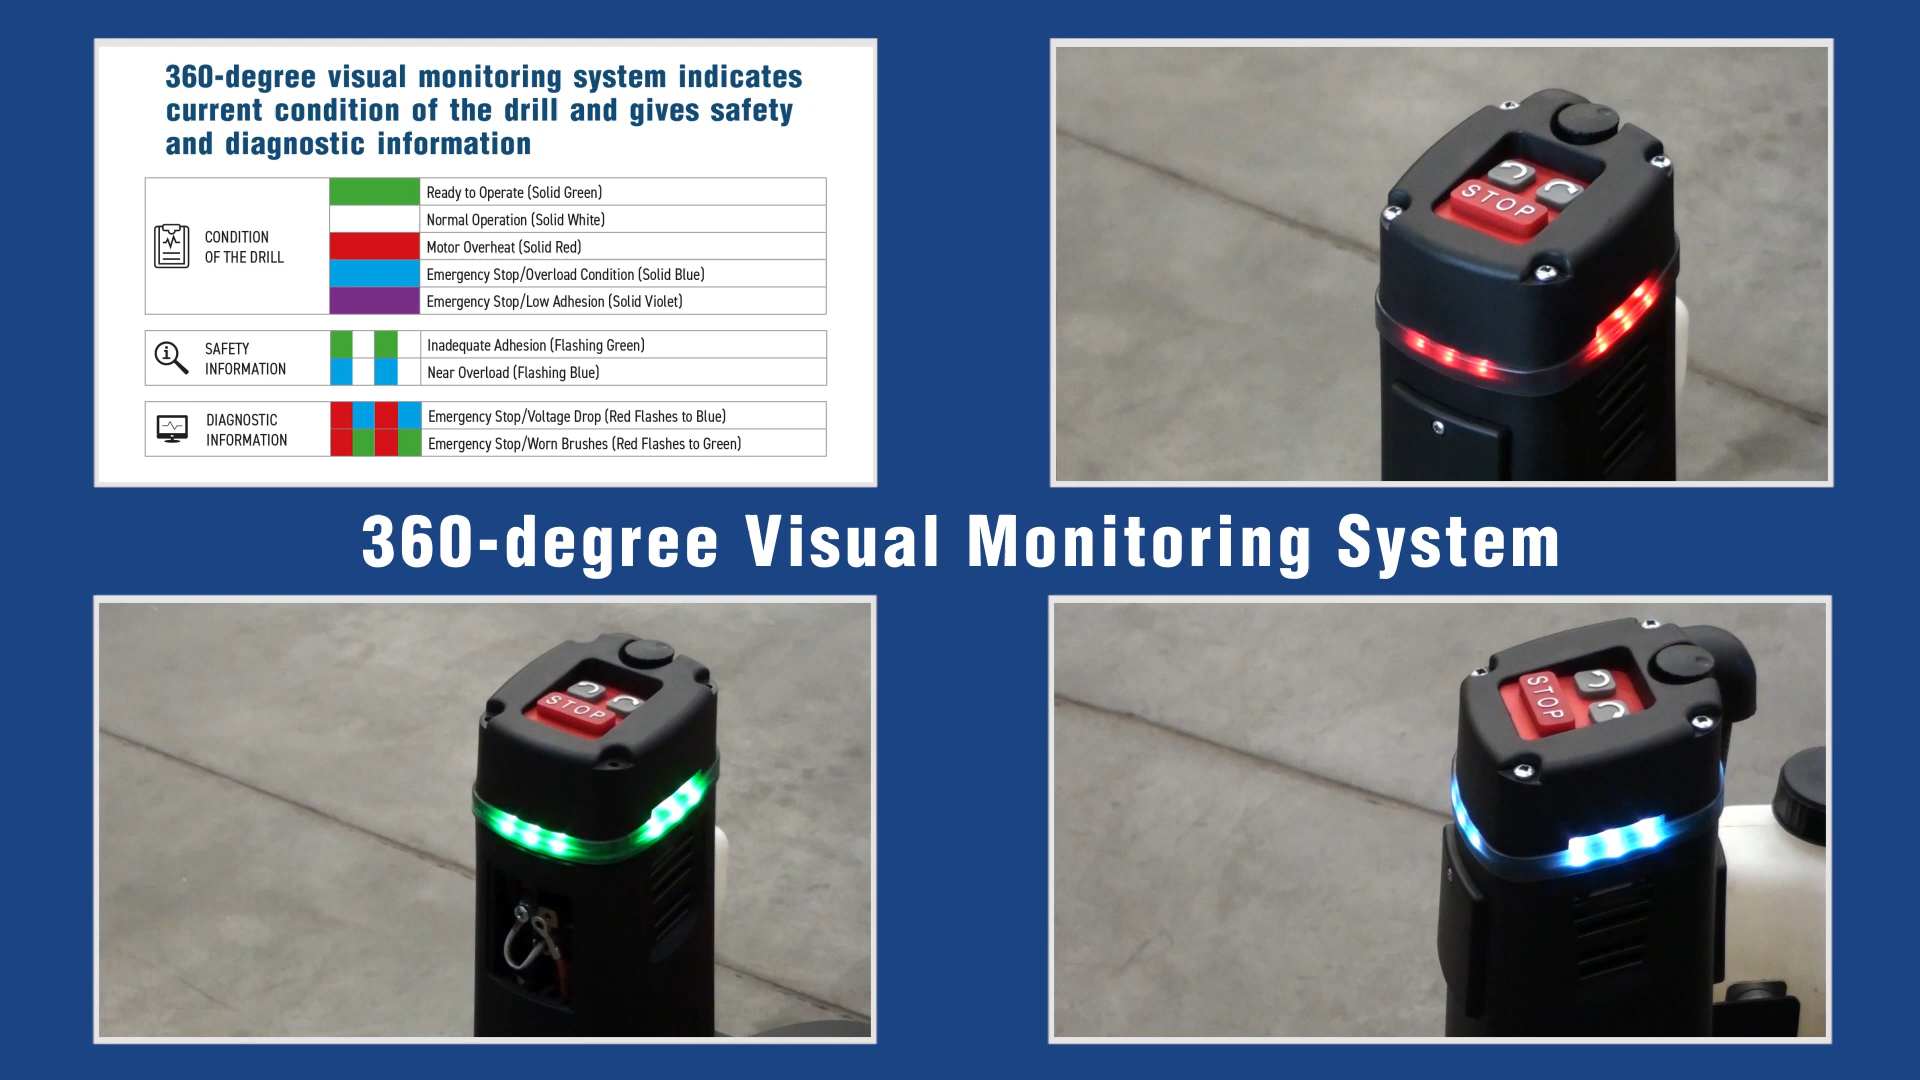 360-degree visual monitoring system indicates
current condition of the drill and gives safety
and diagnostic information
CONDITION
OF THE DRILL
Ready to Operate (Solid Green)
Normal Operation (Solid White)
Motor Overheat (Solid Red)
Emergency Stop/Overload Condition (Solid Blue)
Emergency Stop/Low Adhesion (Solid Violet)
SAFETY
INFORMATION
Inadequate Adhesion (Flashing Green)
Near Overload (Flashing Blue)
DIAGNOSTIC
INFORMATION
Emergency Stop/Voltage Drop (Red Flashes to Blue)
Emergency Stop/Worn Brushes (Red Flashes to Green)
STOP
360-degree Visual Monitoring System
STOP
STOP